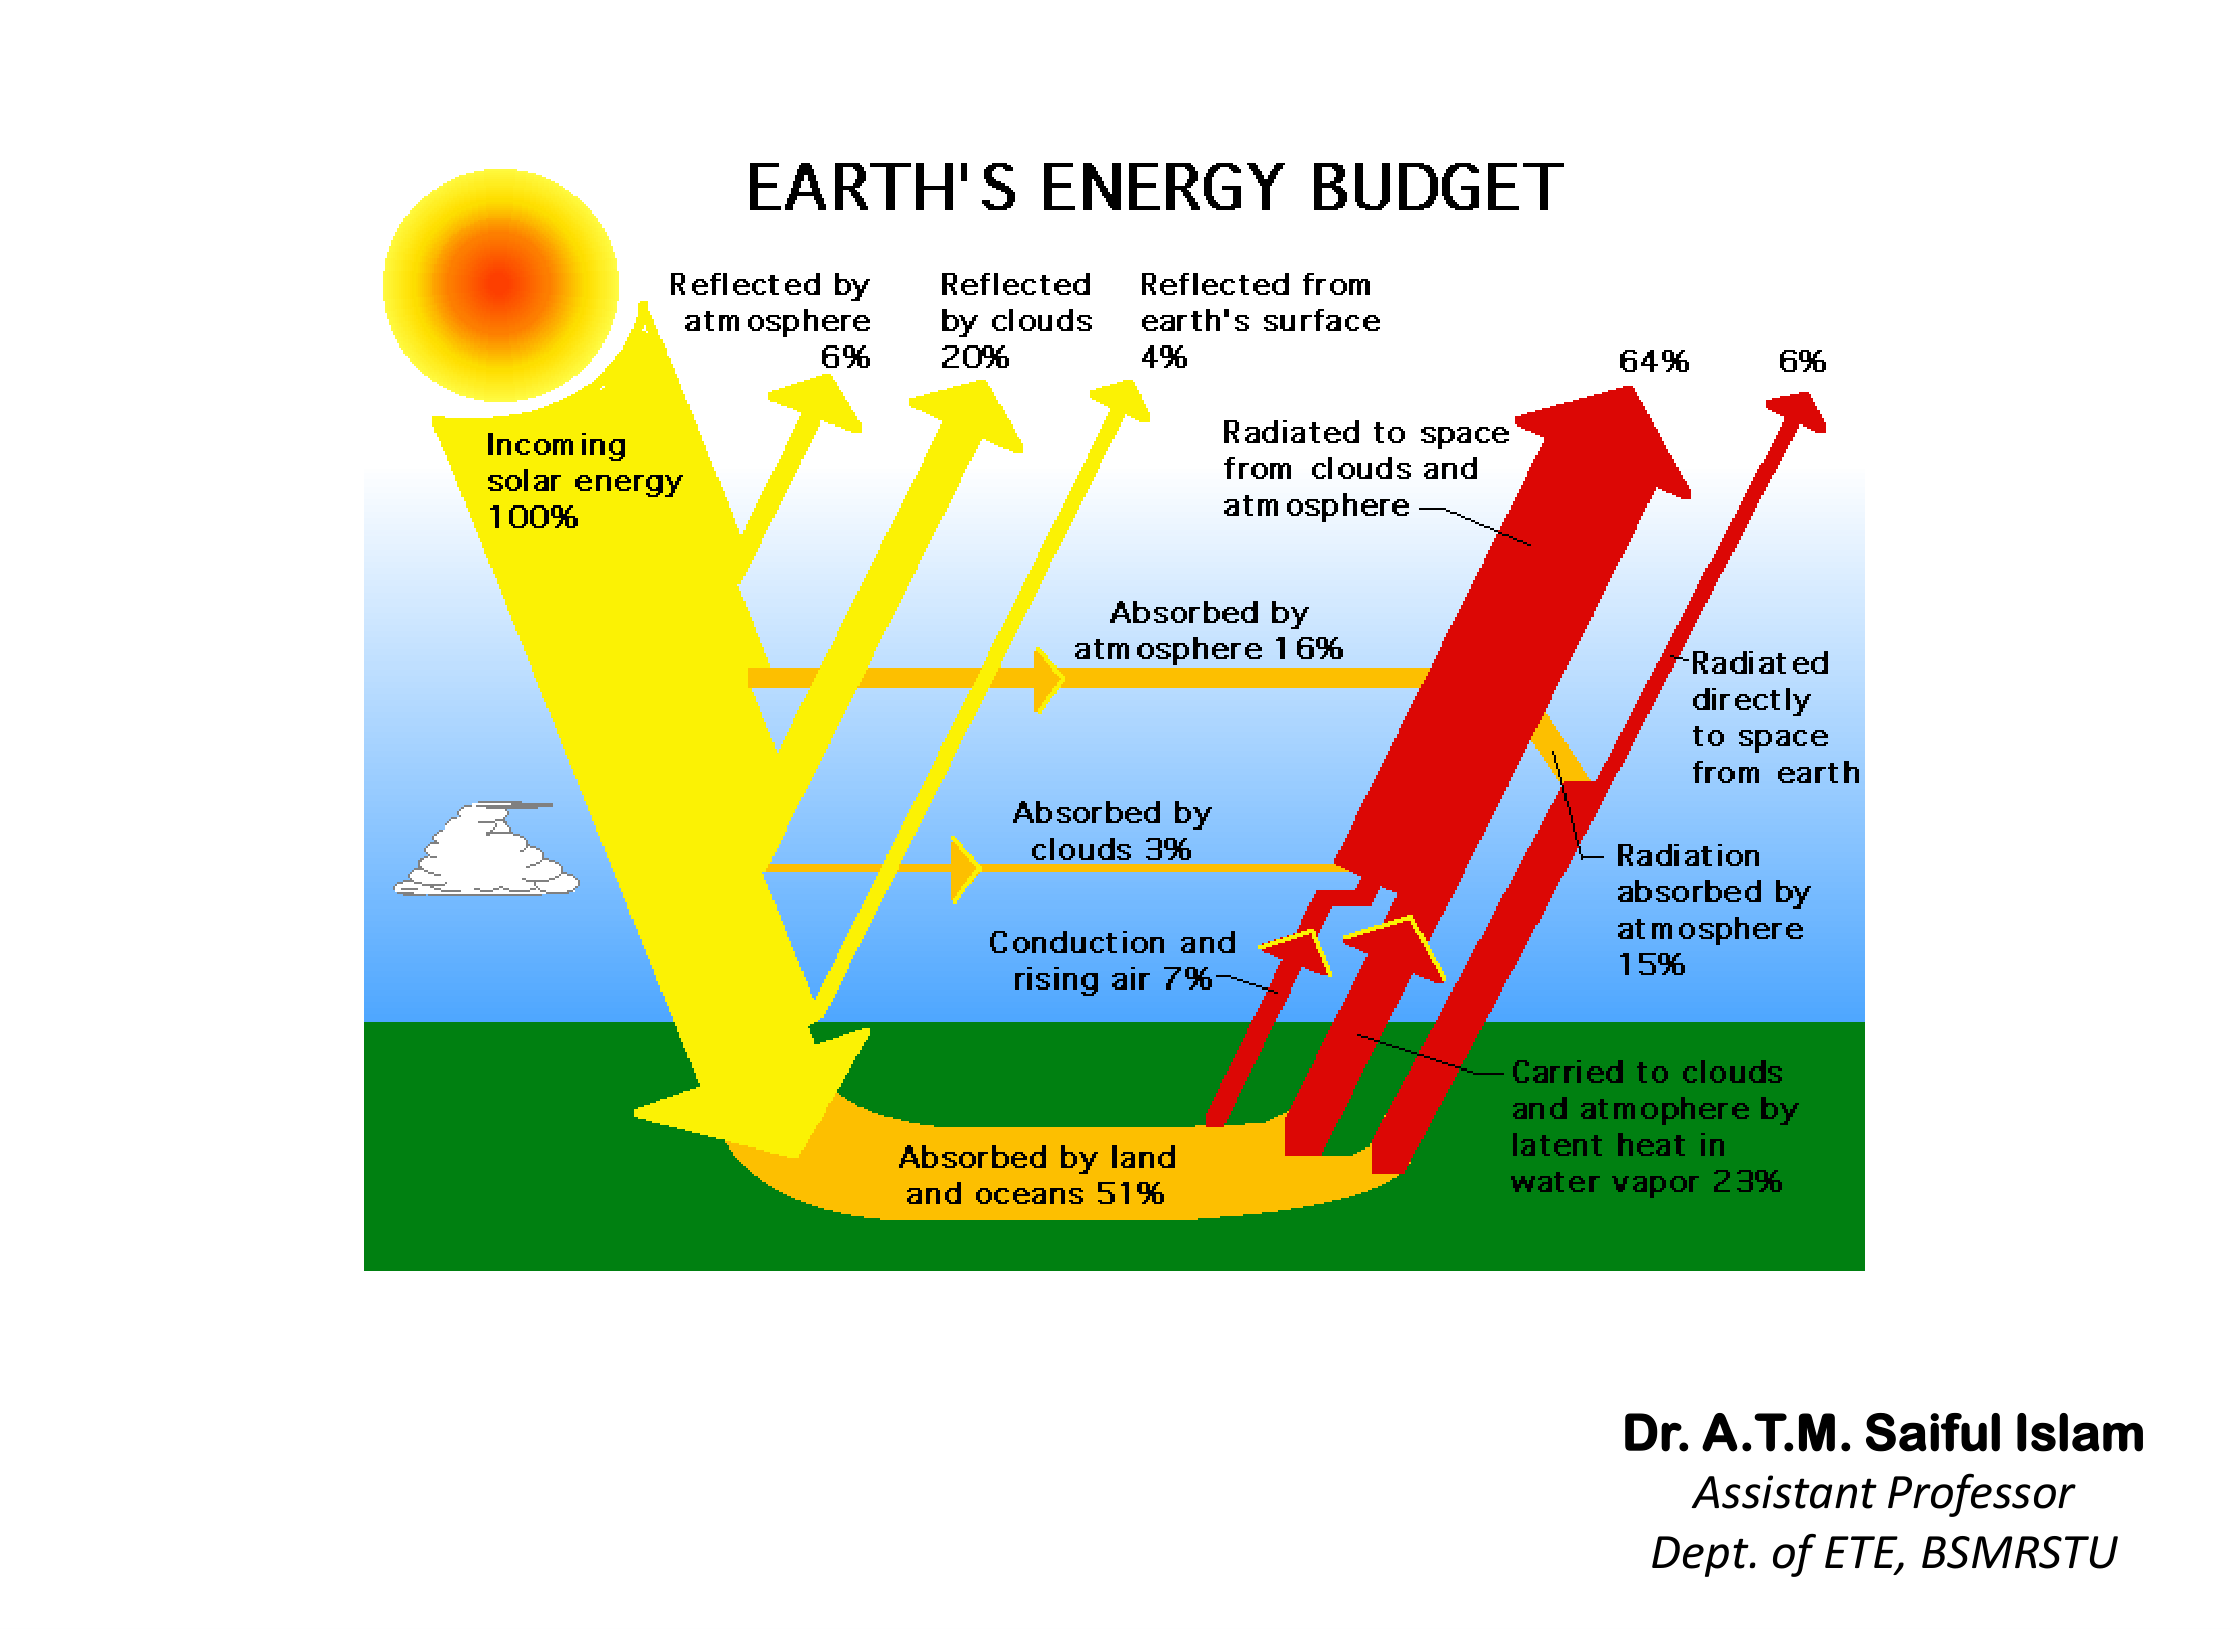 EARTH'S ENERGY BUDGET
Reflected by
atmosphere
6%
Reflected
by clouds
20%
Reflected from
earth's surface
4%
64%
6%
Incoming
solar energy
100%
Radiated to space
from clouds and
atmosphere
Absorbed by
atmosphere 16%
Radiated
directly
to space
from earth
Absorbed by
clouds 3%
Radiation
absorbed by
atmosphere
15%
Conduction and
rising air 7%
Carried to clouds
and atmophere by
latent heat in
water vapor 23%
Absorbed by land
and oceans 51%
Dr. A.T.M. Saiful Islam
Assistant Professor
Dept. of ETE, BSMRSTU